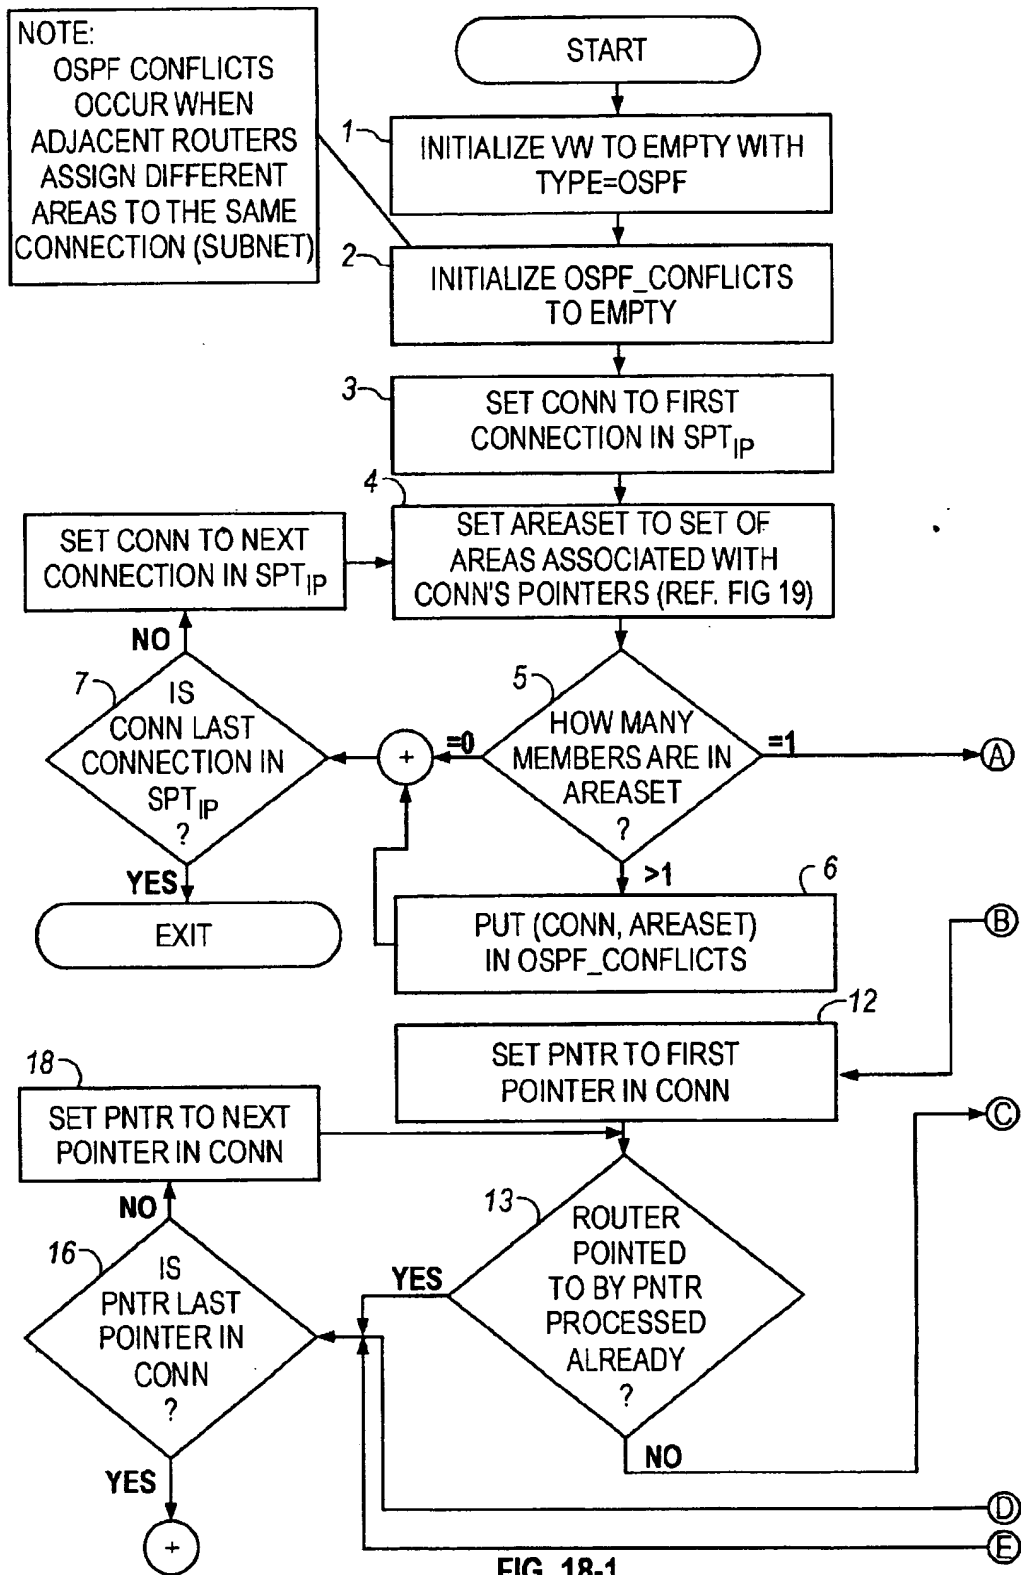 NOTE:
OSPF CONFLICTS
OCCUR WHEN
ADJACENT ROUTERS
ASSIGN DIFFERENT
AREAS TO THE SAME
CONNECTION (SUBNET)
START
1
INITIALIZE VW TO EMPTY WITH
TYPE=OSPF
2
INITIALIZE OSPF_CONFLICTS
TO EMPTY
3
SET CONN TO FIRST
CONNECTION IN SPT_IP
4
SET AREASET TO SET OF
AREAS ASSOCIATED WITH
CONN'S POINTERS (REF. FIG 19)
SET CONN TO NEXT
CONNECTION IN SPT_IP
NO
7
IS
CONN LAST
CONNECTION IN
SPT_IP
?
YES
EXIT
+
=0
5
HOW MANY
MEMBERS ARE IN
AREASET
?
=1
A
>1
6
PUT (CONN, AREASET)
IN OSPF_CONFLICTS
B
12
SET PNTR TO FIRST
POINTER IN CONN
C
18
SET PNTR TO NEXT
POINTER IN CONN
NO
16
IS
PNTR LAST
POINTER IN
CONN
?
YES
+
13
ROUTER
POINTED
TO BY PNTR
PROCESSED
ALREADY
?
YES
NO
D
E
FIG. 18-1